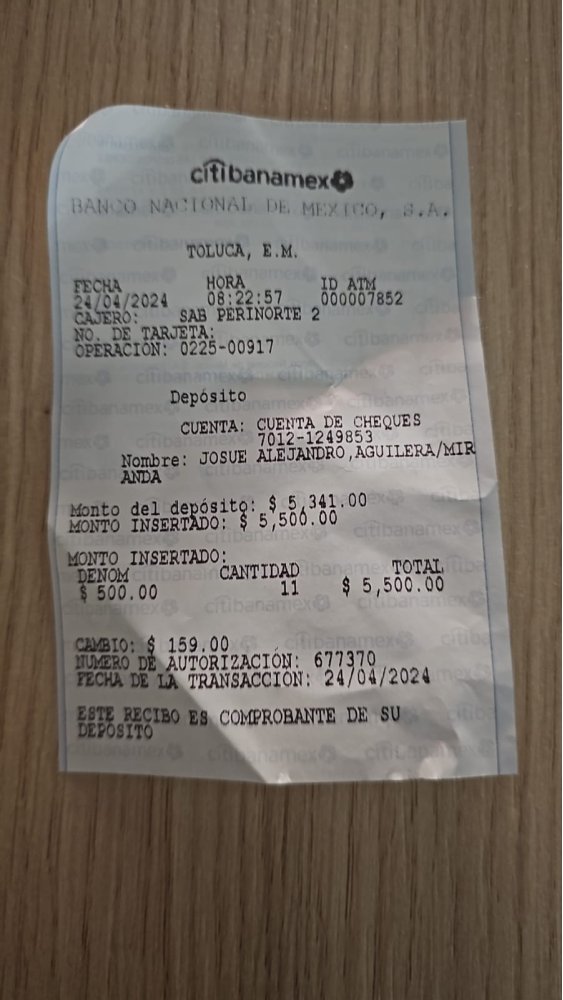 citibanamex
BANCO NACIONAL DE MEXICO, S.A.
TOLUCA, E.M.
FECHA HORA ID ATM
24/04/2024 08:22:57 000007852
CAJERO: SAB PERINORTE 2
NO. DE TARJETA:
OPERACIÓN: 0225-00917
Depósito
CUENTA: CUENTA DE CHEQUES
7012-1249853
Nombre: JOSUE ALEJANDRO,AGUILERA/MIR
ANDA
Monto del depósito: $ 5,341.00
MONTO INSERTADO: $ 5,500.00
MONTO INSERTADO:
DENOM CANTIDAD TOTAL
$ 500.00 11 $ 5,500.00
CAMBIO: $ 159.00
NUMERO DE AUTORIZACIÓN: 677370
FECHA DE LA TRANSACCION: 24/04/2024
ESTE RECIBO ES COMPROBANTE DE SU
DEPÓSITO